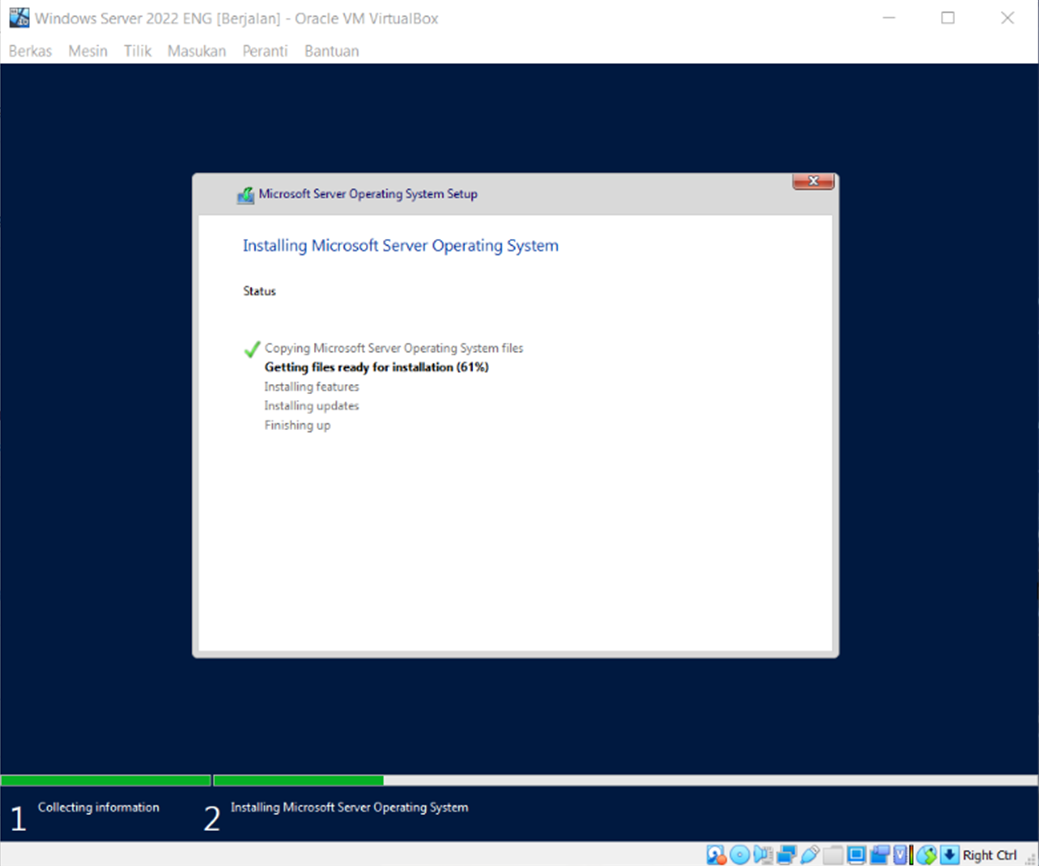 Windows Server 2022 ENG [Berjalan] - Oracle VM VirtualBox
Berkas Mesin Tilik Masukan Peranti Bantuan
Microsoft Server Operating System Setup
Installing Microsoft Server Operating System
Status
Copying Microsoft Server Operating System files
Getting files ready for installation (61%)
Installing features
Installing updates
Finishing up
1 Collecting information 2 Installing Microsoft Server Operating System
Right Ctrl